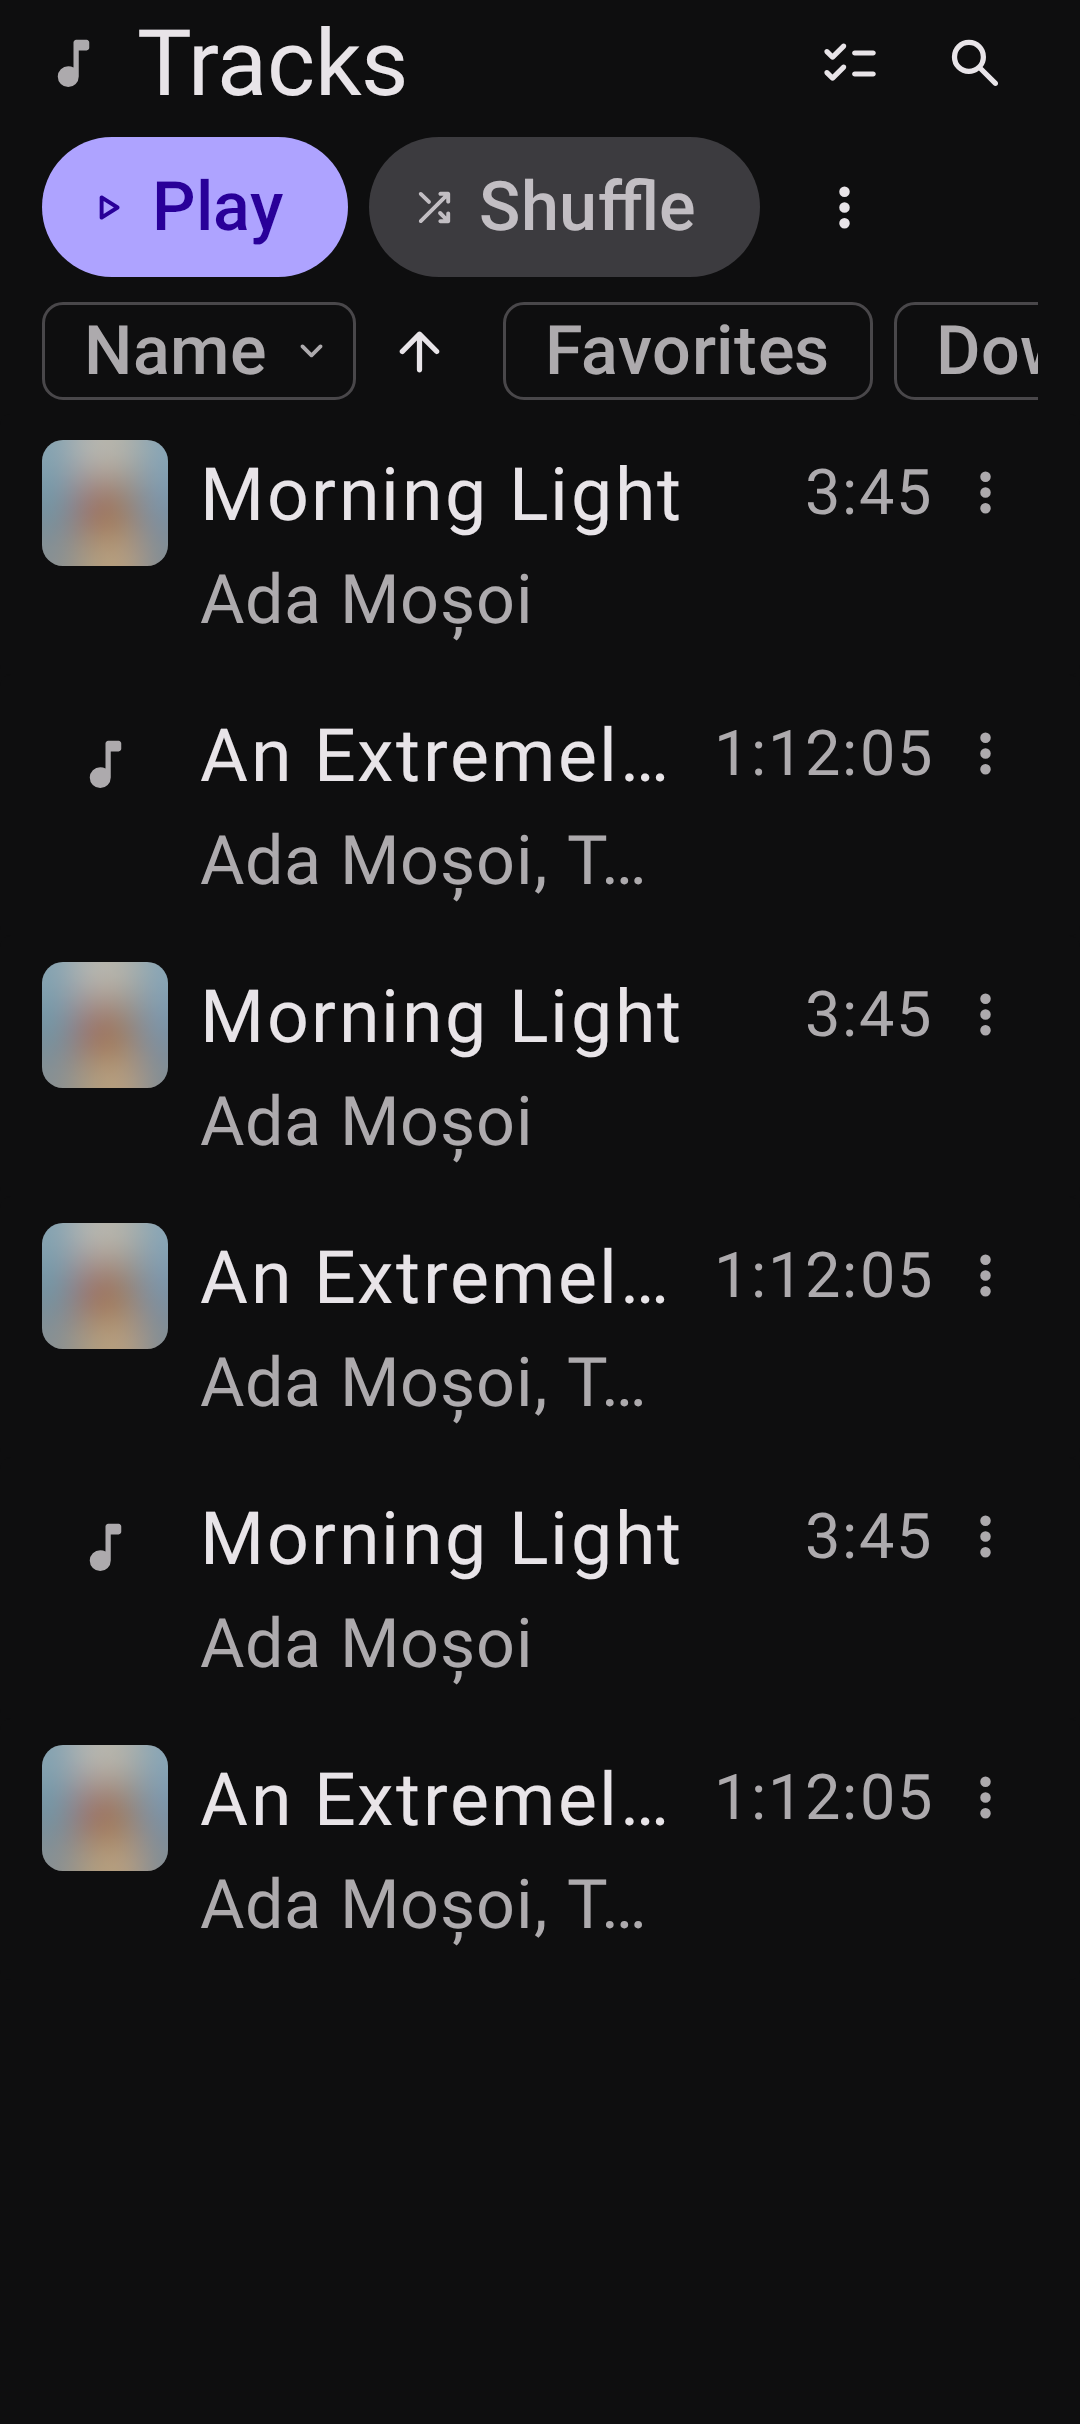 Tracks
Play Shuffle
Name Favorites Dov
Morning Light 3:45
Ada Moșoi
An Extremel... 1:12:05
Ada Moșoi, T...
Morning Light 3:45
Ada Moșoi
An Extremel... 1:12:05
Ada Moșoi, T...
Morning Light 3:45
Ada Moșoi
An Extremel... 1:12:05
Ada Moșoi, T...